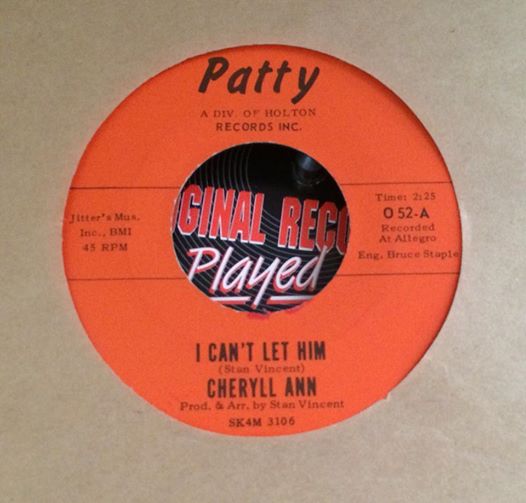 Patty
A DIV. OF HOLTON
RECORDS INC.
Jitter's Mus.
Inc., BMI
45 RPM
Time: 2:25
O 52-A
Recorded
At Allegro
Eng. Bruce Staple
GINAL RECO
Played
I CAN'T LET HIM
(Stan Vincent)
CHERYLL ANN
Prod. & Arr. by Stan Vincent
SK4M 3106